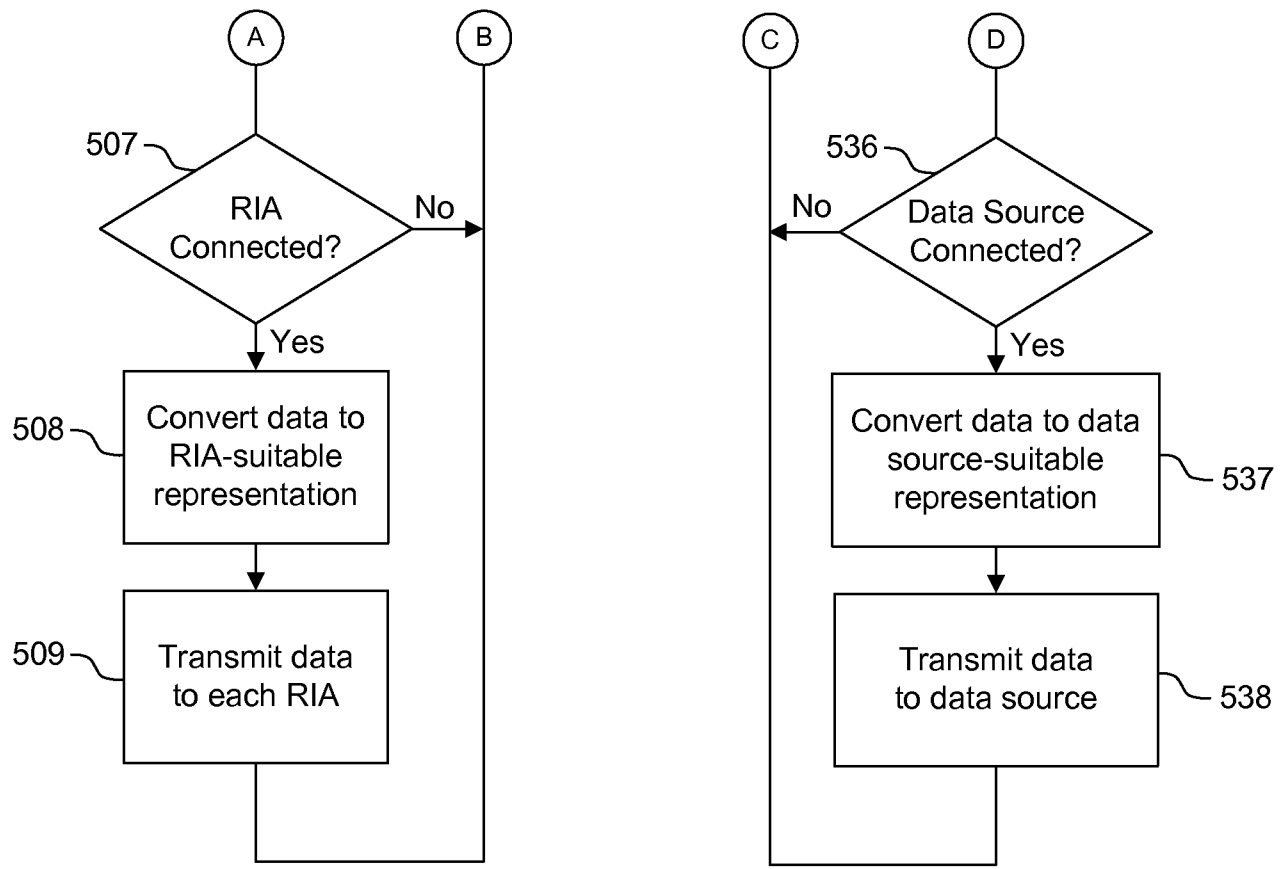 A
B
507
RIA
Connected?
No
Yes
508
Convert data to
RIA-suitable
representation
509
Transmit data
to each RIA
C
D
536
Data Source
Connected?
No
Yes
Convert data to data
source-suitable
representation
537
Transmit data
to data source
538